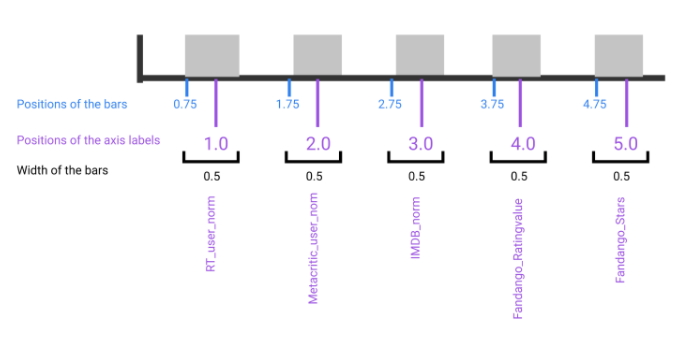 Positions of the bars 0.75 1.75 2.75 3.75 4.75
Positions of the axis labels 1.0 2.0 3.0 4.0 5.0
Width of the bars
0.5 0.5 0.5 0.5 0.5
RT_user_norm
Metacritic_user_nom
IMDB_norm
Fandango_Ratingvalue
Fandango_Stars